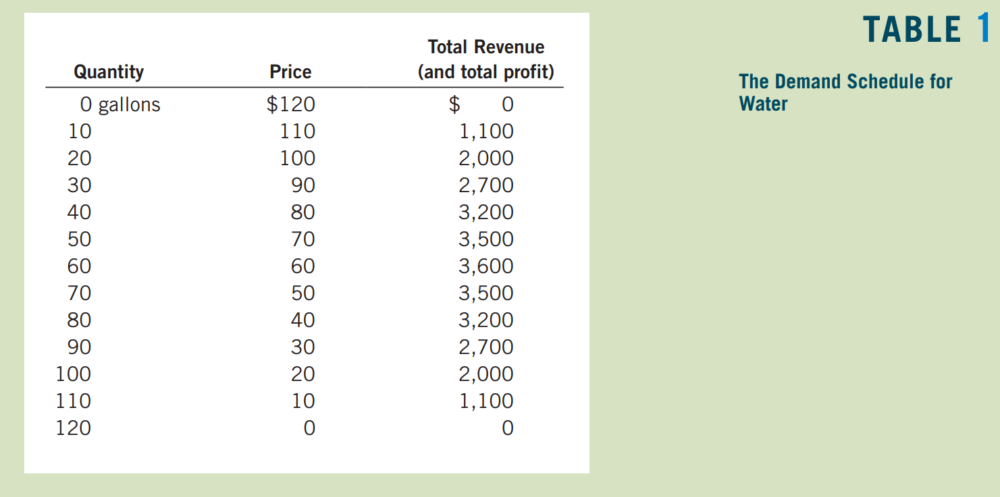 TABLE 1
The Demand Schedule for
Water
Total Revenue
Quantity Price (and total profit)
0 gallons $120 $ 0
10 110 1,100
20 100 2,000
30 90 2,700
40 80 3,200
50 70 3,500
60 60 3,600
70 50 3,500
80 40 3,200
90 30 2,700
100 20 2,000
110 10 1,100
120 0 0